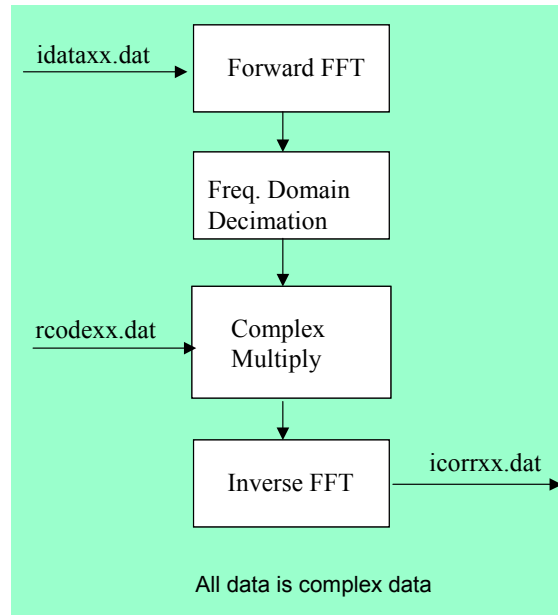 idataxx.dat
Forward FFT
Freq. Domain
Decimation
rcodexx.dat
Complex
Multiply
icorrxx.dat
Inverse FFT
All data is complex data